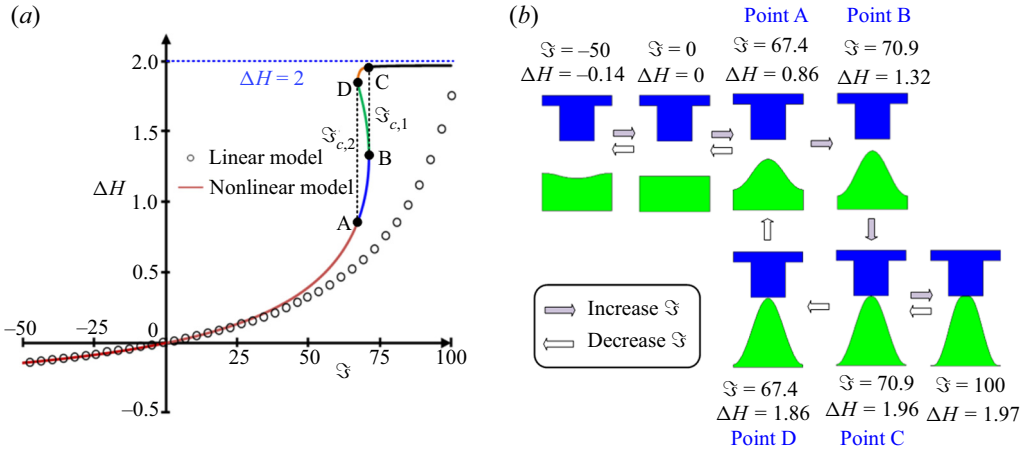 (a)
ΔH = 2
D
C
ℑc,1
ℑc,2
Linear model
Nonlinear model
B
A
ΔH
2.0
1.5
1.0
0.5
0
–0.5
–50
–25
25
50
75
100
ℑ
(b)
Point A
Point B
ℑ = –50
ΔH = –0.14
ℑ = 0
ΔH = 0
ℑ = 67.4
ΔH = 0.86
ℑ = 70.9
ΔH = 1.32
Increase ℑ
Decrease ℑ
ℑ = 67.4
ΔH = 1.86
Point D
ℑ = 70.9
ΔH = 1.96
Point C
ℑ = 100
ΔH = 1.97